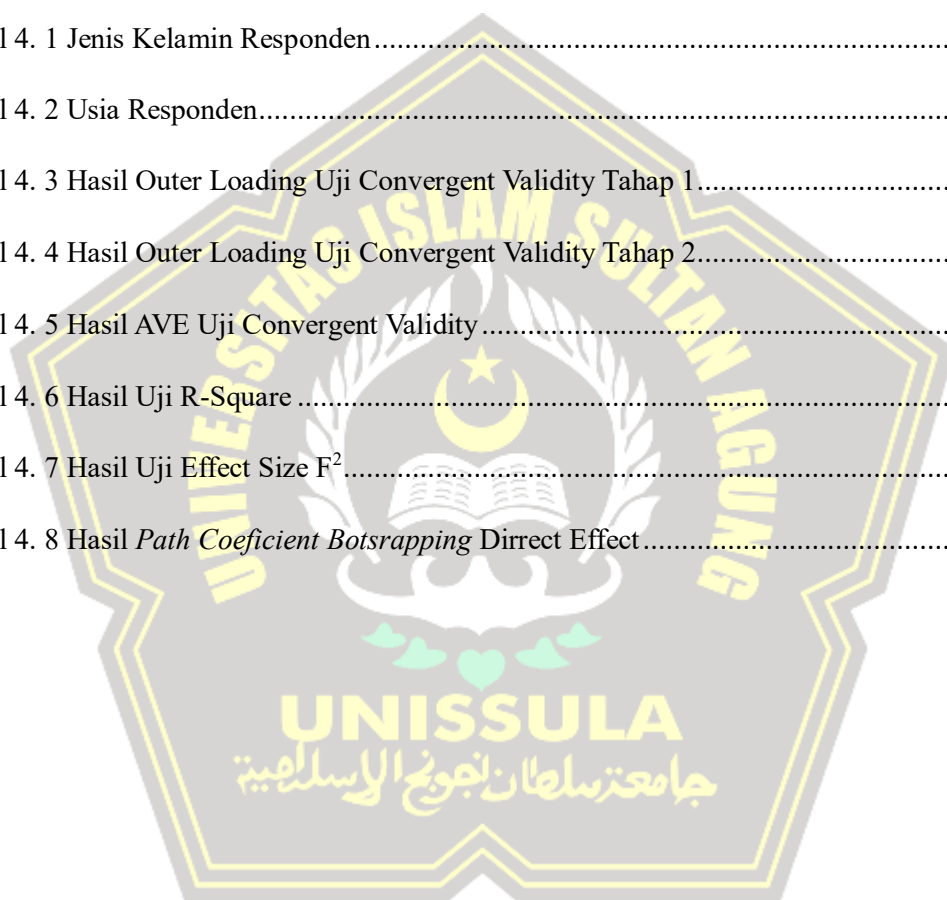 l 4. 1 Jenis Kelamin Responden
l 4. 2 Usia Responden
l 4. 3 Hasil Outer Loading Uji Convergent Validity Tahap 1
l 4. 4 Hasil Outer Loading Uji Convergent Validity Tahap 2
l 4. 5 Hasil AVE Uji Convergent Validity
l 4. 6 Hasil Uji R-Square
l 4. 7 Hasil Uji Effect Size F²
l 4. 8 Hasil Path Coeficient Botsrapping Dirrect Effect
UNIVERSITAS ISLAM SULTAN AGUNG
UNISSULA
جامعة سلطان أجونج الإسلامية